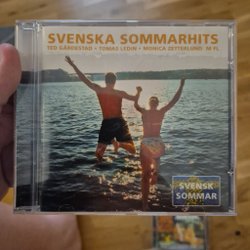 SVENSKA SOMMARHITS
TED GÄRDESTAD • TOMAS LEDIN • MONICA ZETTERLUND M FL
SVENSK
SOMMAR